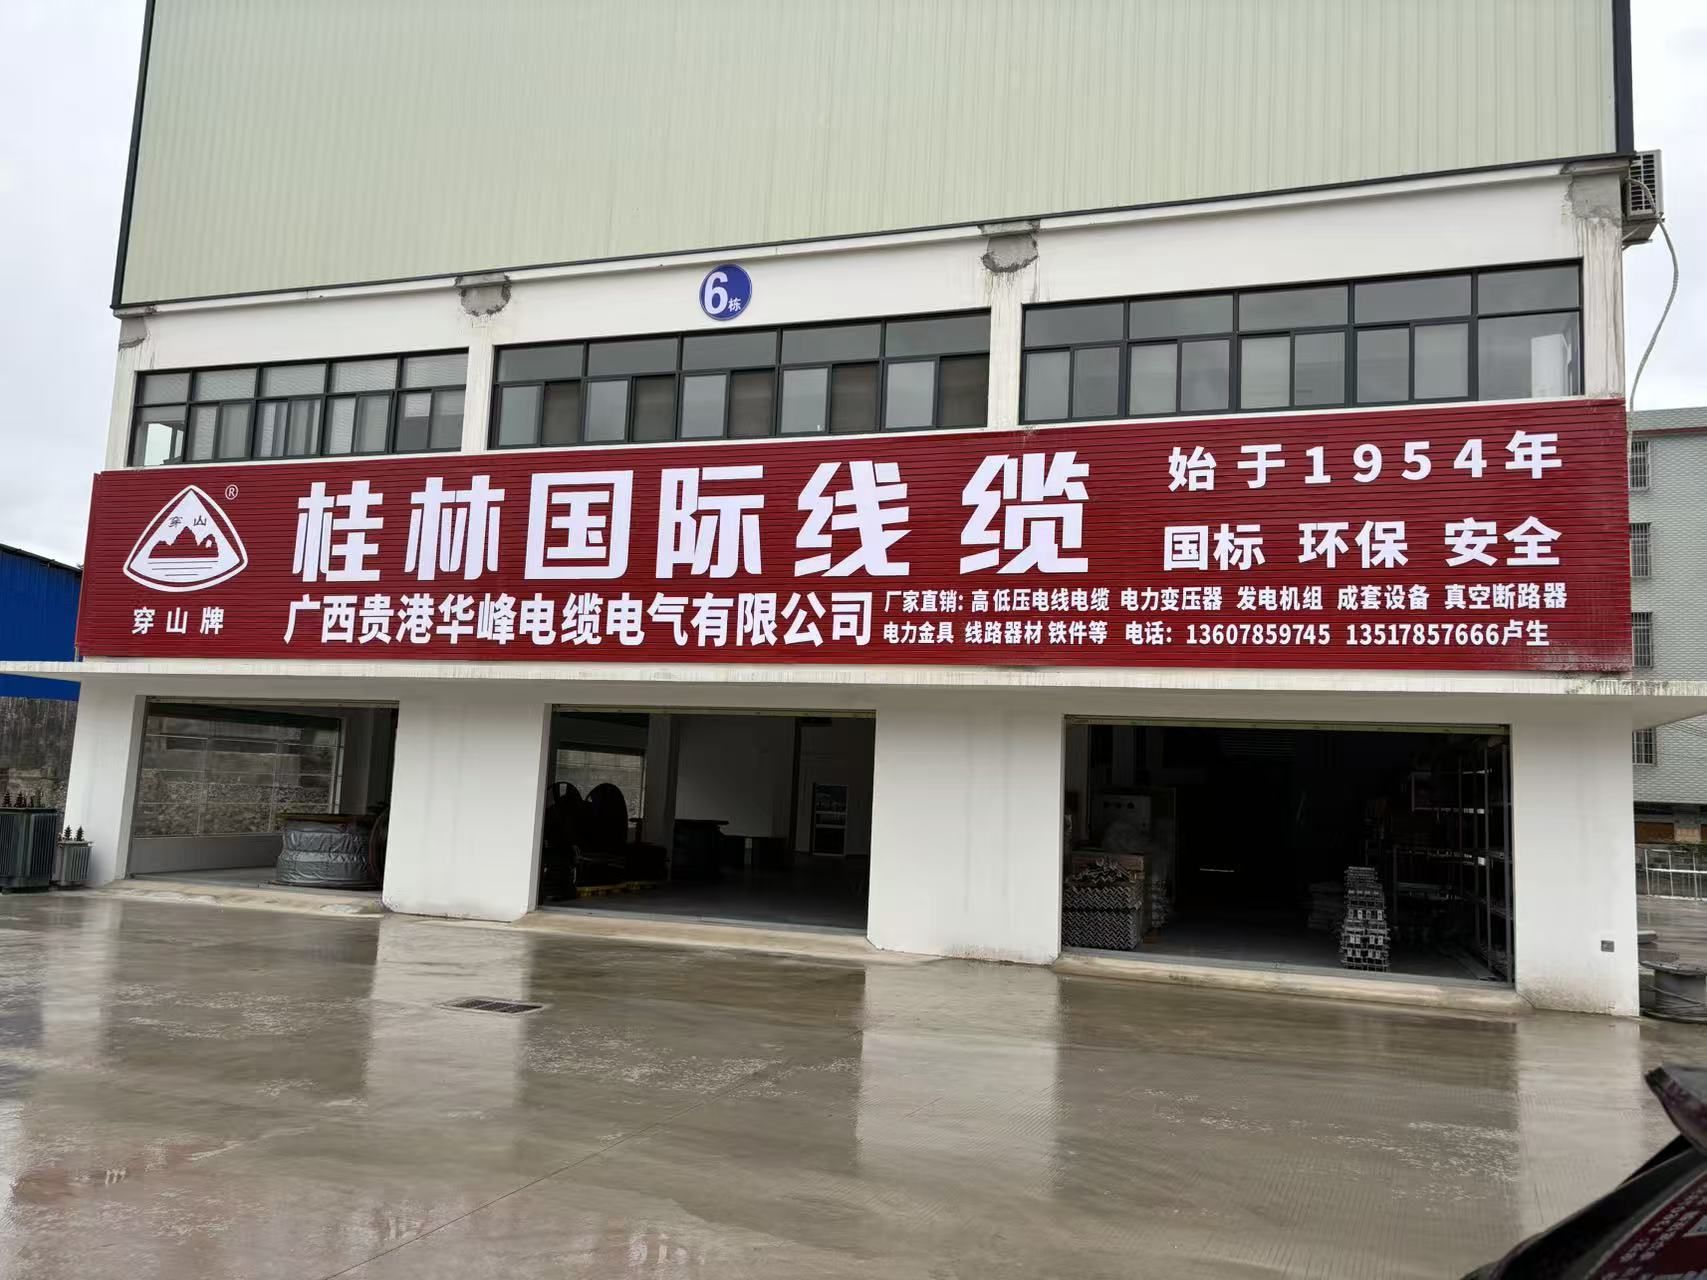 6栋
穿山
®
穿山牌
桂林国际线缆
广西贵港华峰电缆电气有限公司
始于1954年
国标 环保 安全
厂家直销: 高低压电线电缆 电力变压器 发电机组 成套设备 真空断路器
电力金具 线路器材 铁件等 电话: 13607859745 13517857666卢生